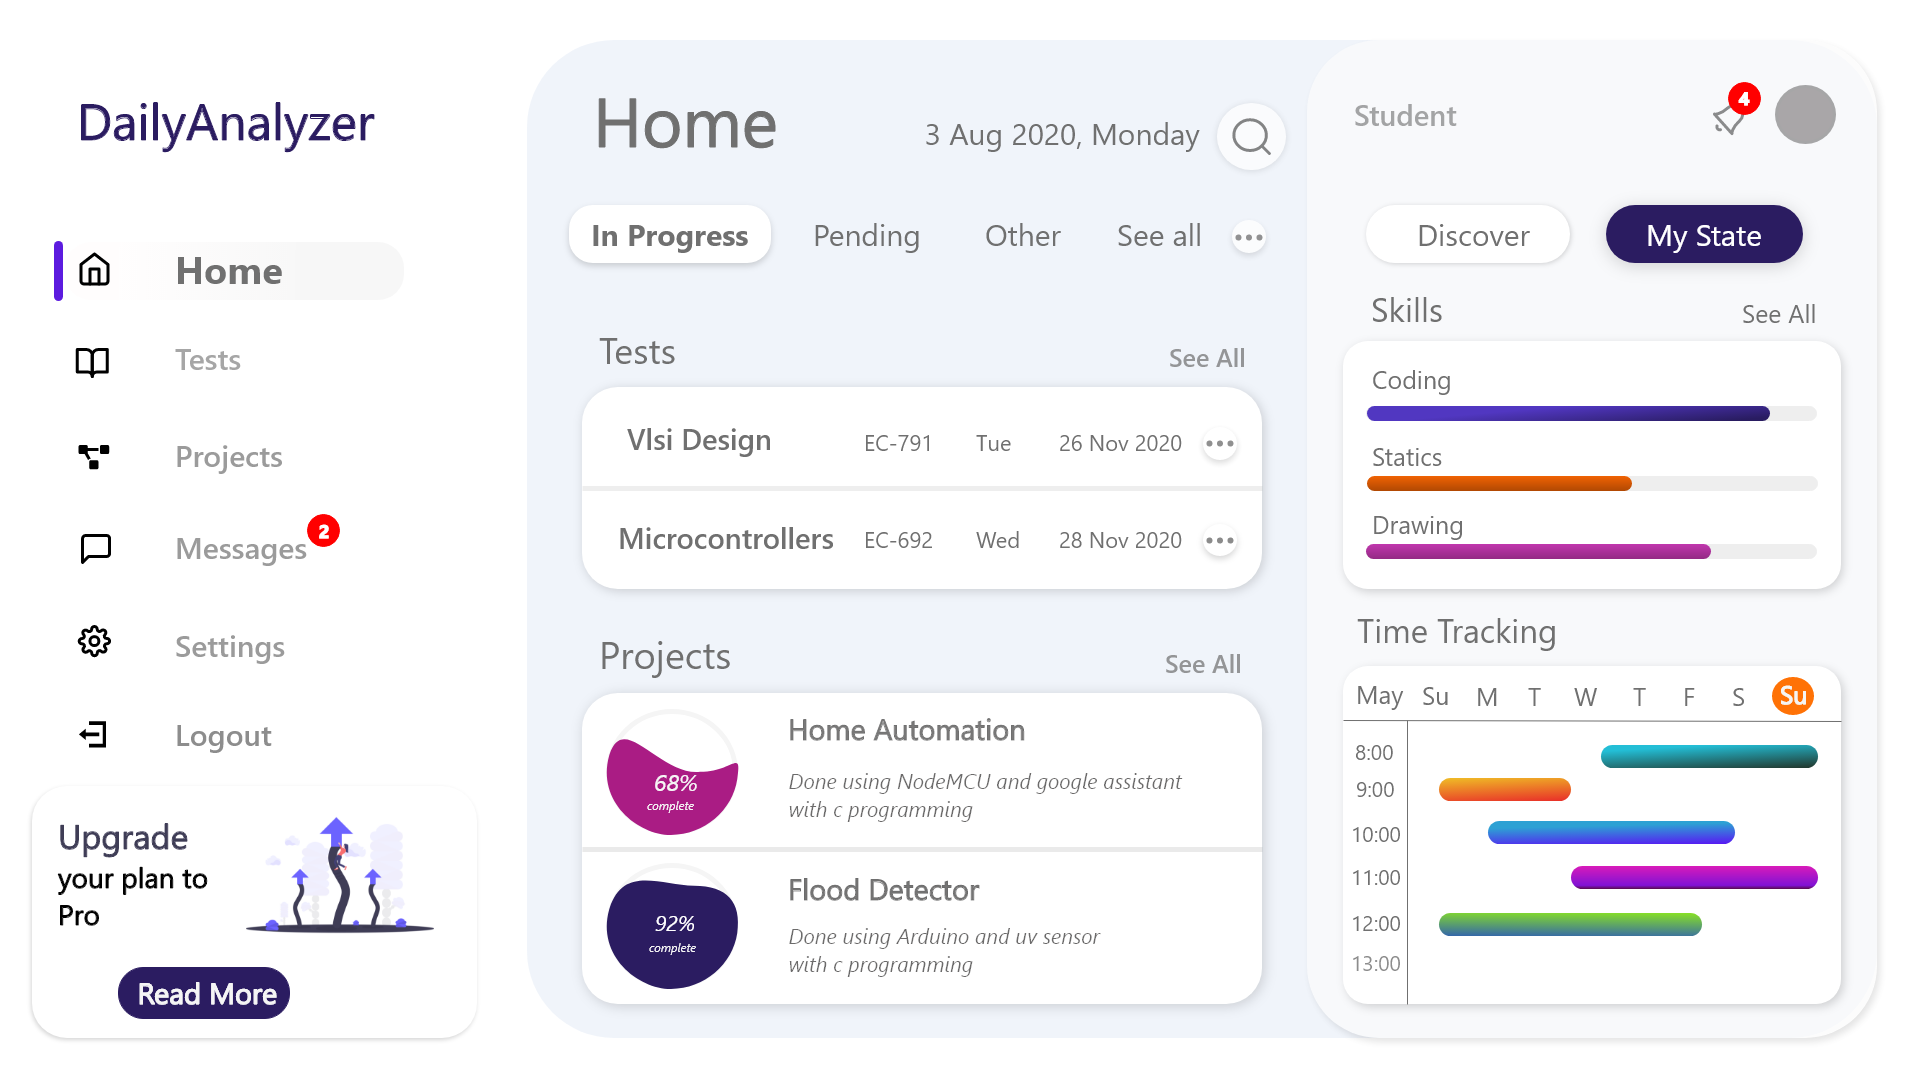 DailyAnalyzer
Home
Tests
Projects
Messages 2
Settings
Logout
Upgrade
your plan to
Pro
Read More
Home
3 Aug 2020, Monday
In Progress Pending Other See all
Tests See All
Vlsi Design EC-791 Tue 26 Nov 2020
Microcontrollers EC-692 Wed 28 Nov 2020
Projects See All
68%
complete
Home Automation
Done using NodeMCU and google assistant
with c programming
92%
complete
Flood Detector
Done using Arduino and uv sensor
with c programming
Student 4
Discover My State
Skills See All
Coding
Statics
Drawing
Time Tracking
May Su M T W T F S Su
8:00
9:00
10:00
11:00
12:00
13:00